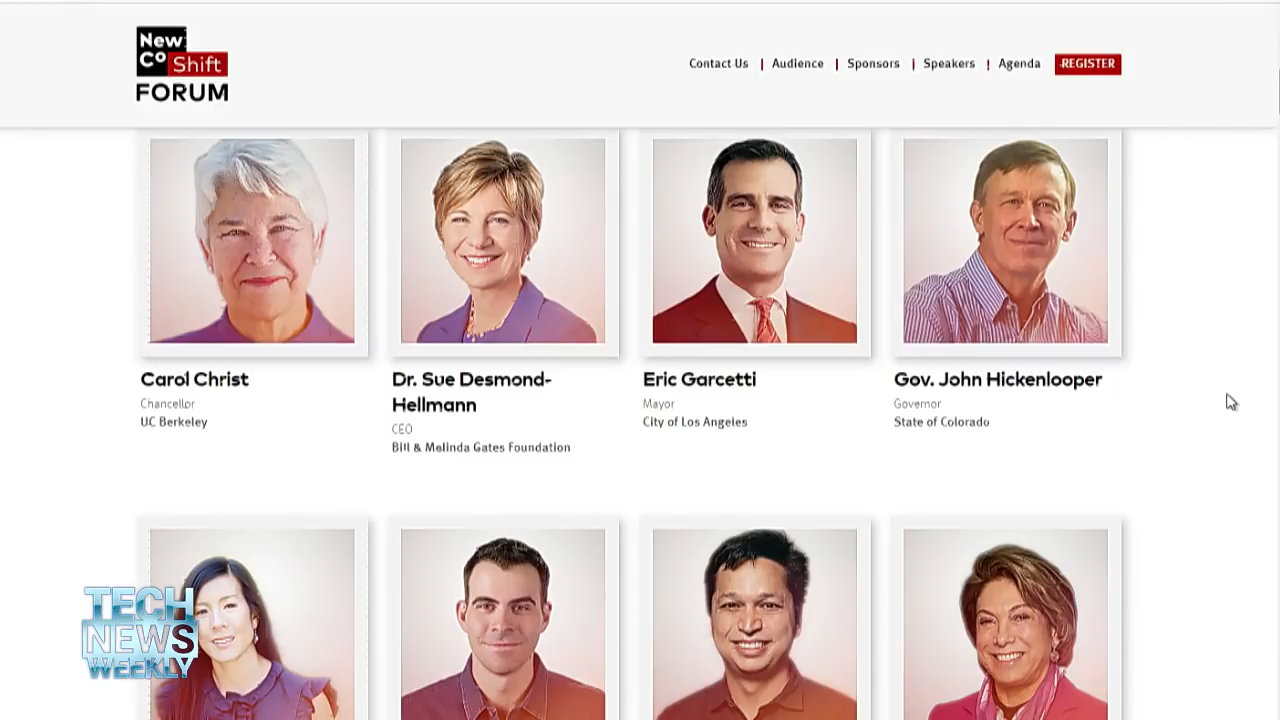 New
Co Shift
FORUM
Contact Us | Audience | Sponsors | Speakers | Agenda REGISTER
Carol Christ
Chancellor
UC Berkeley
Dr. Sue Desmond-
Hellmann
CEO
Bill & Melinda Gates Foundation
Eric Garcetti
Mayor
City of Los Angeles
Gov. John Hickenlooper
Governor
State of Colorado
TECH
NEWS
WEEKLY